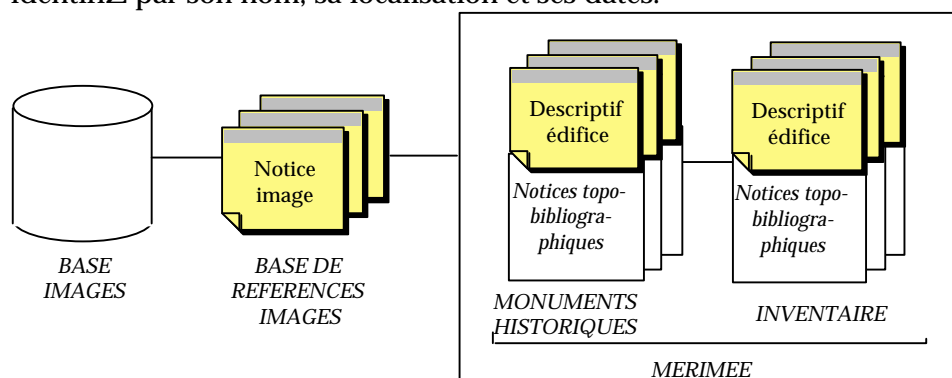 identifiΖ par son nom, sa localisation et ses dates.
Notice
image
Descriptif
édifice
Notices topo-
bibliogra-
phiques
Descriptif
édifice
Notices topo-
bibliogra-
phiques
BASE
IMAGES
BASE DE
REFERENCES
IMAGES
MONUMENTS
HISTORIQUES
INVENTAIRE
MERIMEE